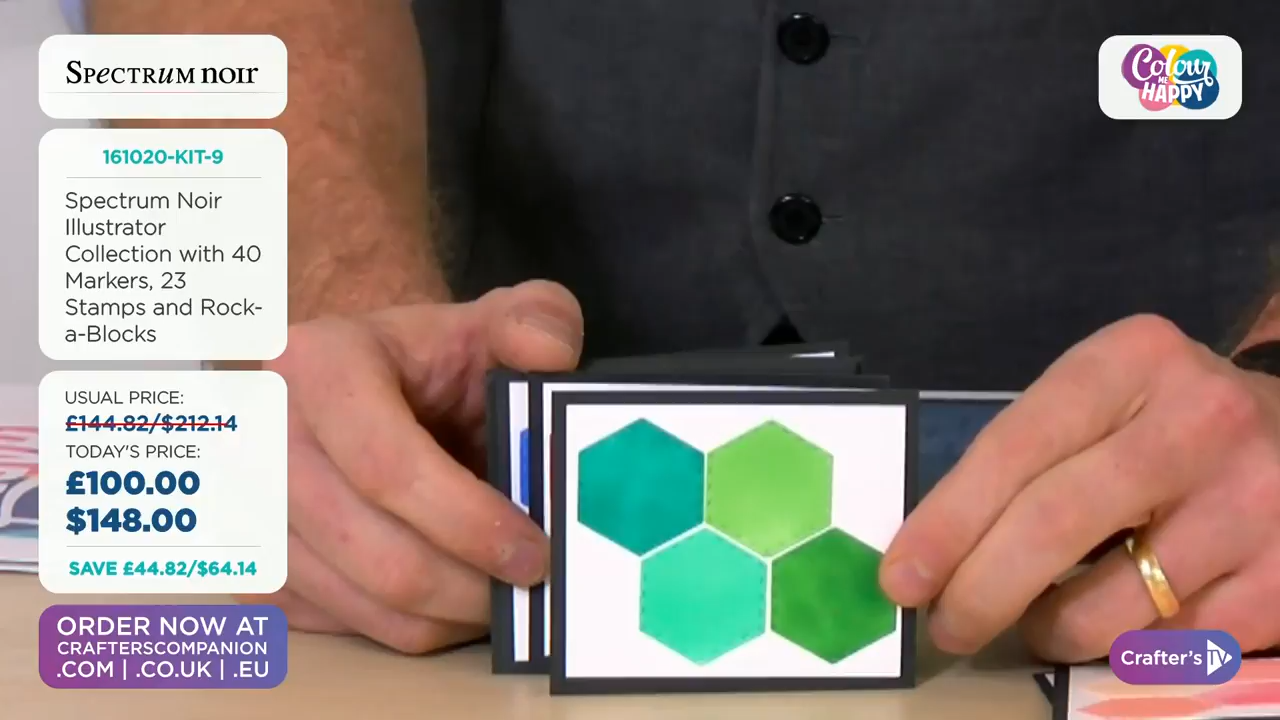 Spectrum noir
161020-KIT-9
Spectrum Noir
Illustrator
Collection with 40
Markers, 23
Stamps and Rock-
a-Blocks
USUAL PRICE:
£144.82/$212.14
TODAY'S PRICE:
£100.00
$148.00
SAVE £44.82/$64.14
ORDER NOW AT
CRAFTERSCOMPANION
.COM | .CO.UK | .EU
Colour
ME
HAPPY
Crafter's TV